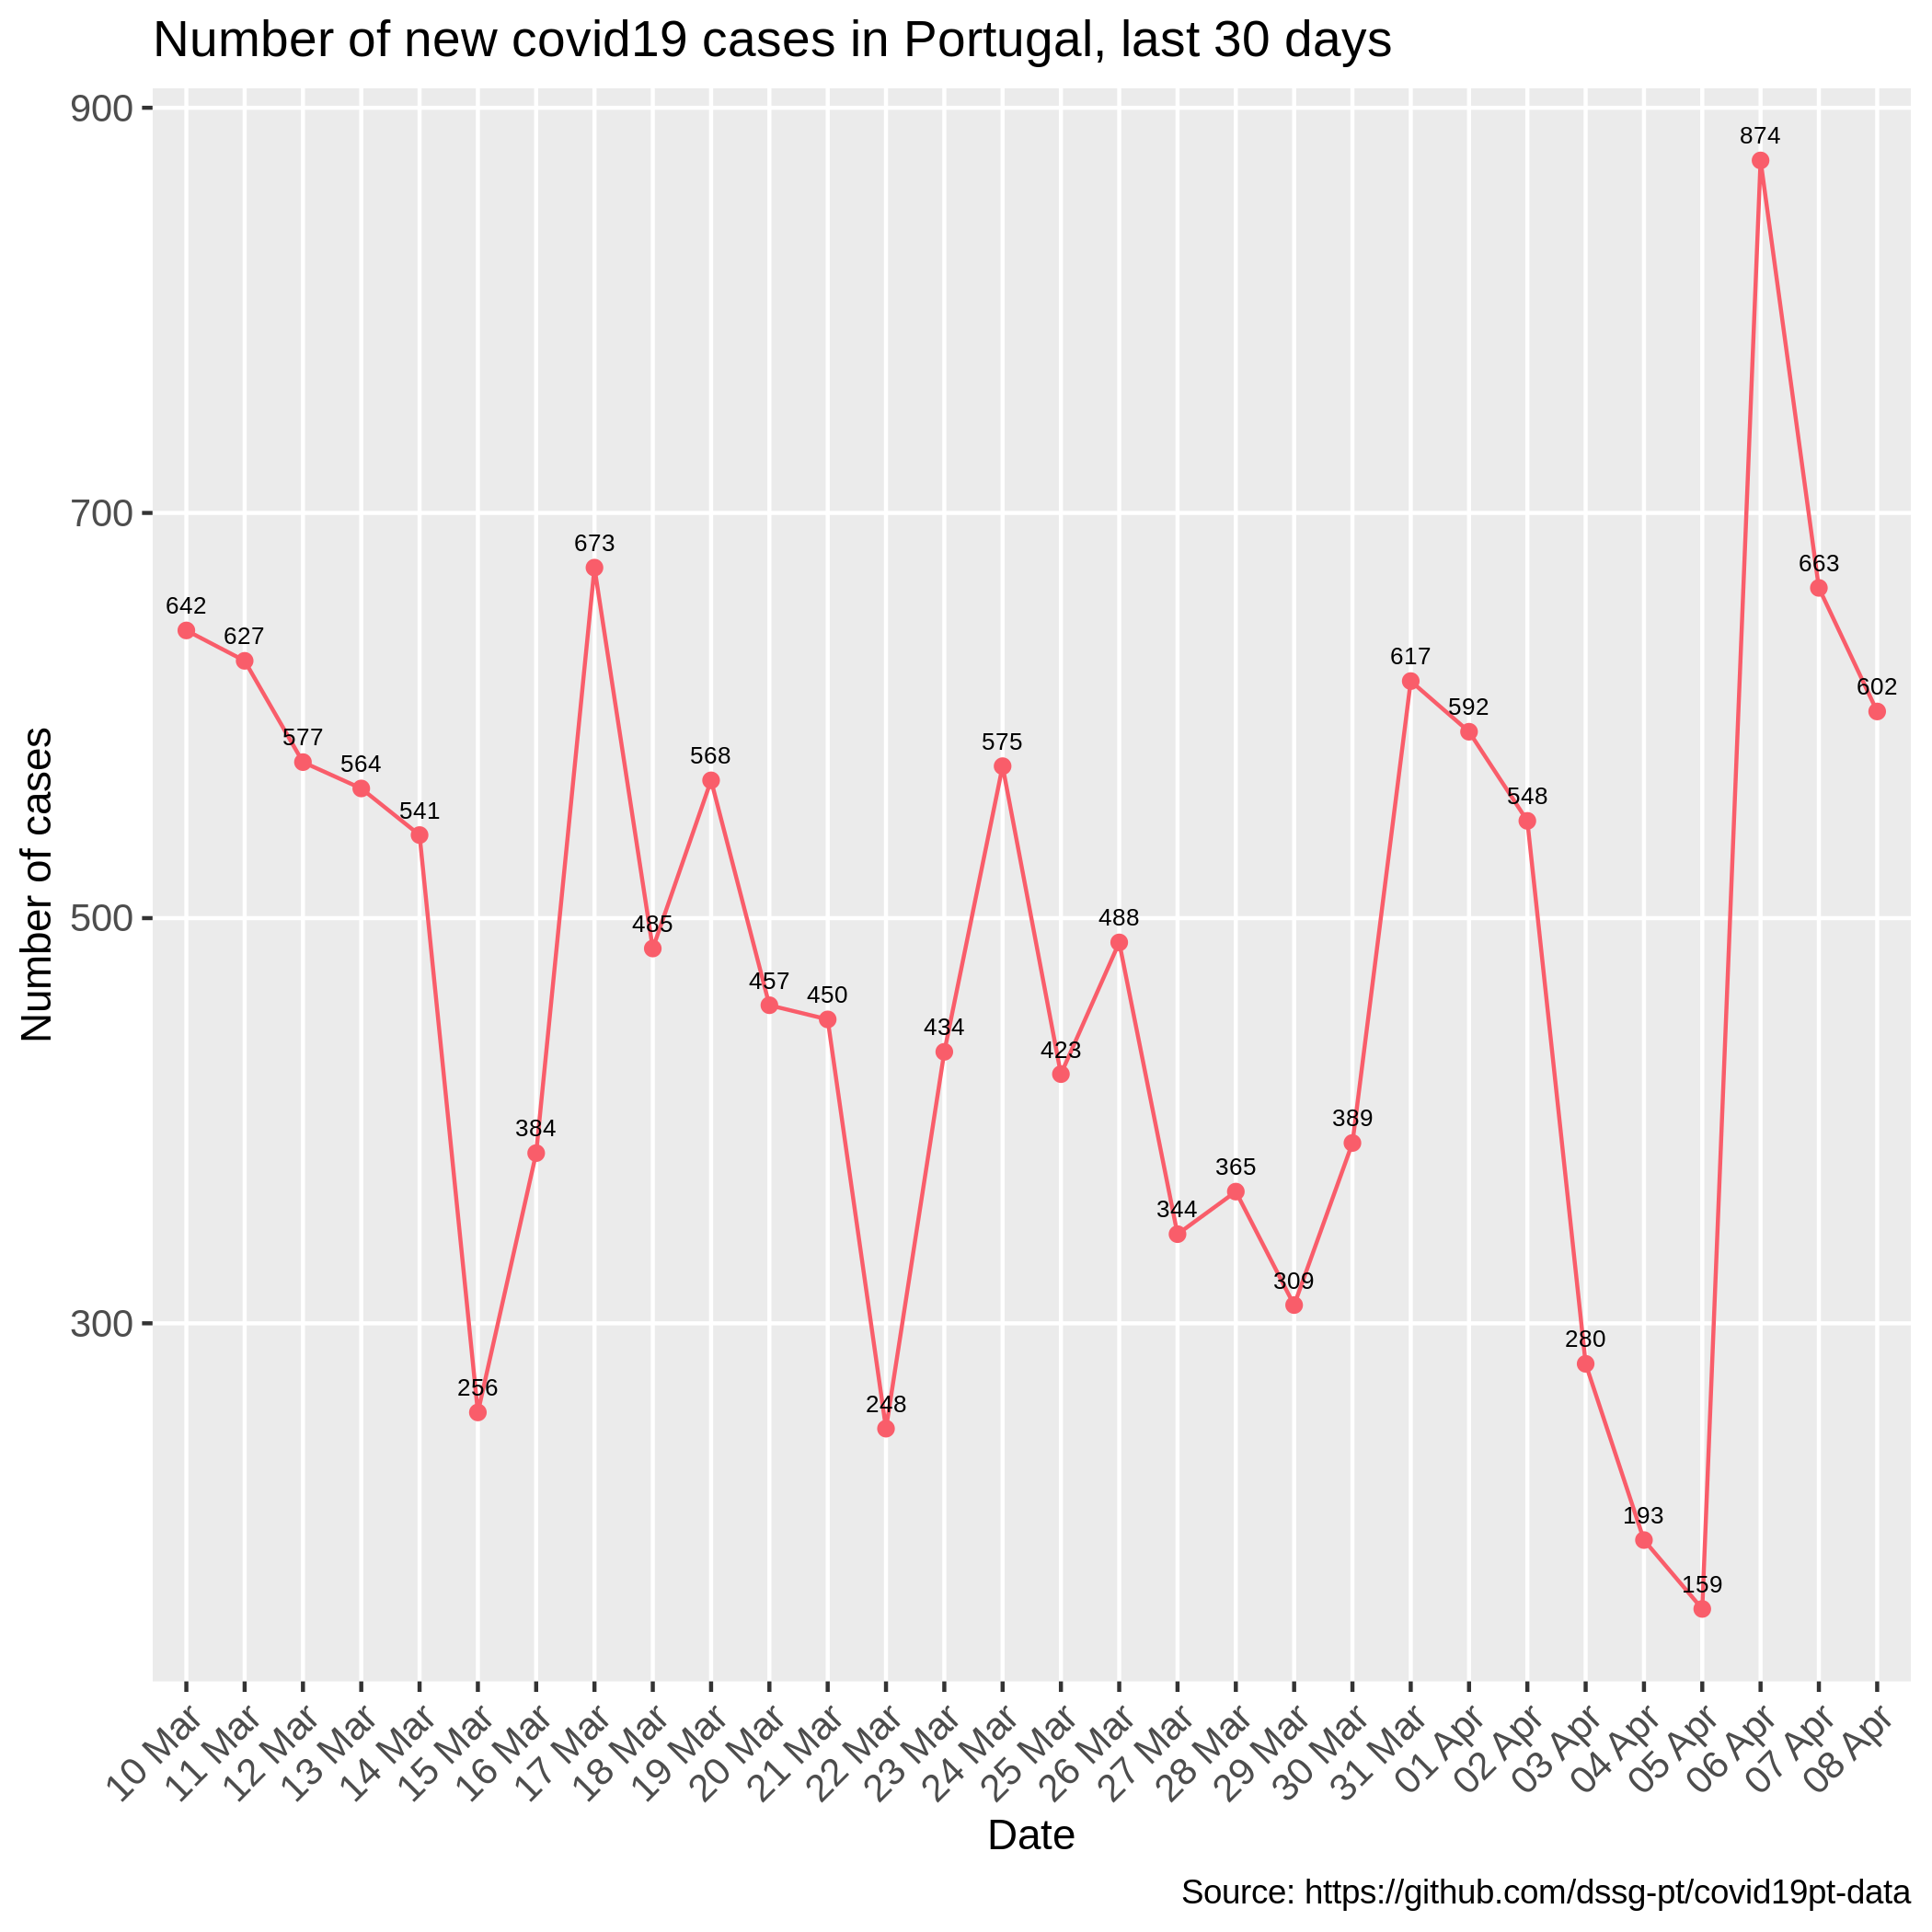 Number of new covid19 cases in Portugal, last 30 days
900
700
500
300
Number of cases
642
627
577
564
541
256
384
673
485
568
457
450
248
434
575
423
488
344
365
309
389
617
592
548
280
193
159
874
663
602
10 Mar
11 Mar
12 Mar
13 Mar
14 Mar
15 Mar
16 Mar
17 Mar
18 Mar
19 Mar
20 Mar
21 Mar
22 Mar
23 Mar
24 Mar
25 Mar
26 Mar
27 Mar
28 Mar
29 Mar
30 Mar
31 Mar
01 Apr
02 Apr
03 Apr
04 Apr
05 Apr
06 Apr
07 Apr
08 Apr
Date
Source: https://github.com/dssg-pt/covid19pt-data